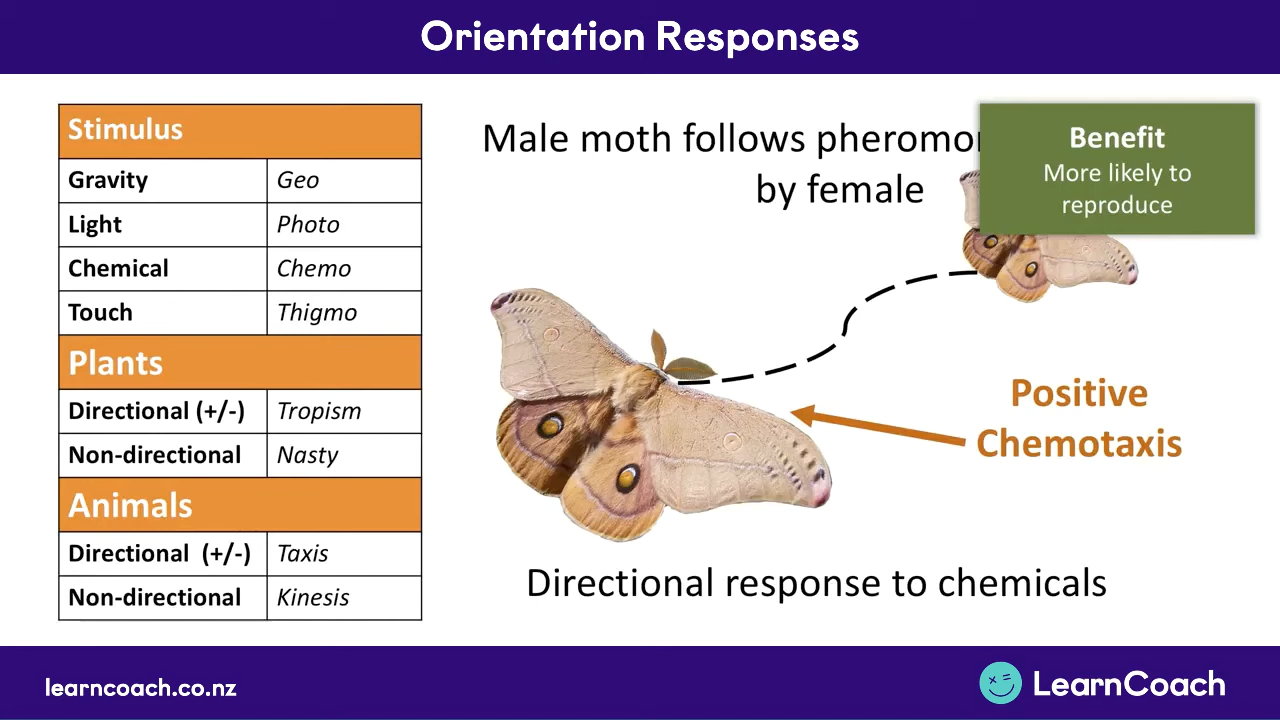 Orientation Responses
Stimulus
Gravity Geo
Light Photo
Chemical Chemo
Touch Thigmo
Plants
Directional (+/-) Tropism
Non-directional Nasty
Animals
Directional (+/-) Taxis
Non-directional Kinesis
Male moth follows
by female
Benefit
More likely to
reproduce
Positive
Chemotaxis
Directional response to chemicals
learncoach.co.nz
LearnCoach